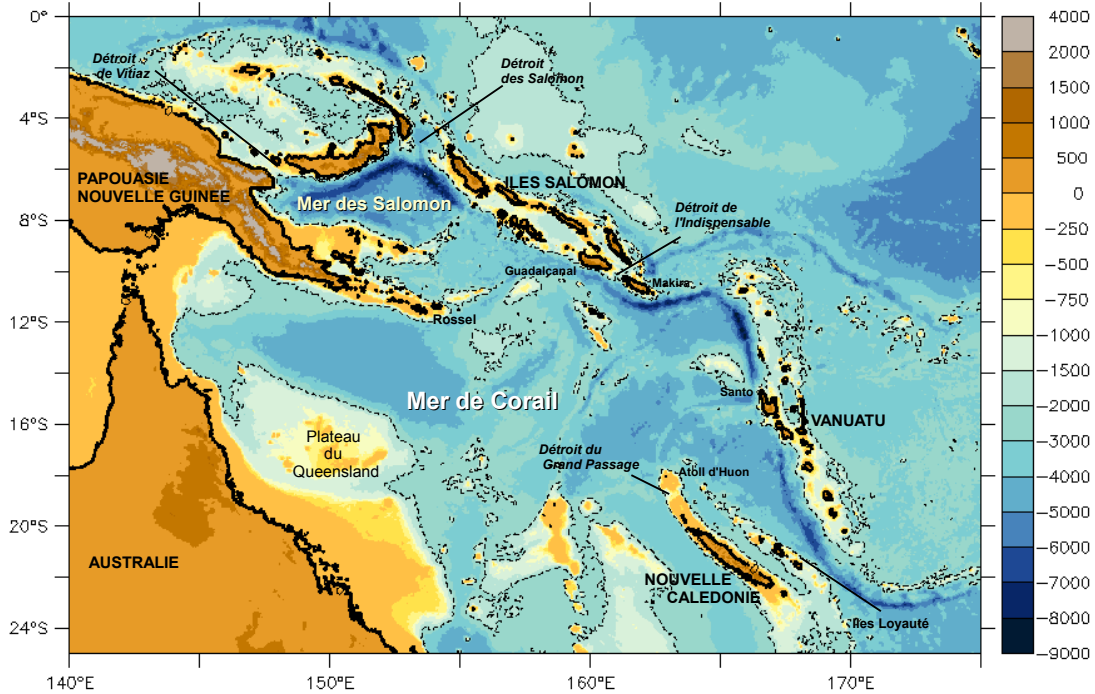 0°
4°S
8°S
12°S
16°S
20°S
24°S
140°E
150°E
160°E
170°E
Détroit
de Vitiaz
Détroit
des Salomon
PAPOUASIE
NOUVELLE GUINEE
ILES SALOMON
Mer des Salomon
Détroit de
l'Indispensable
Guadalçanal
Makira
Rossel
Mer de Corail
Santo
VANUATU
Plateau
du
Queensland
Détroit du
Grand Passage
Atoll d'Huon
AUSTRALIE
NOUVELLE
CALEDONIE
Iles Loyauté
4000
2000
1500
1000
500
0
−250
−500
−750
−1000
−1500
−2000
−3000
−4000
−5000
−6000
−7000
−8000
−9000